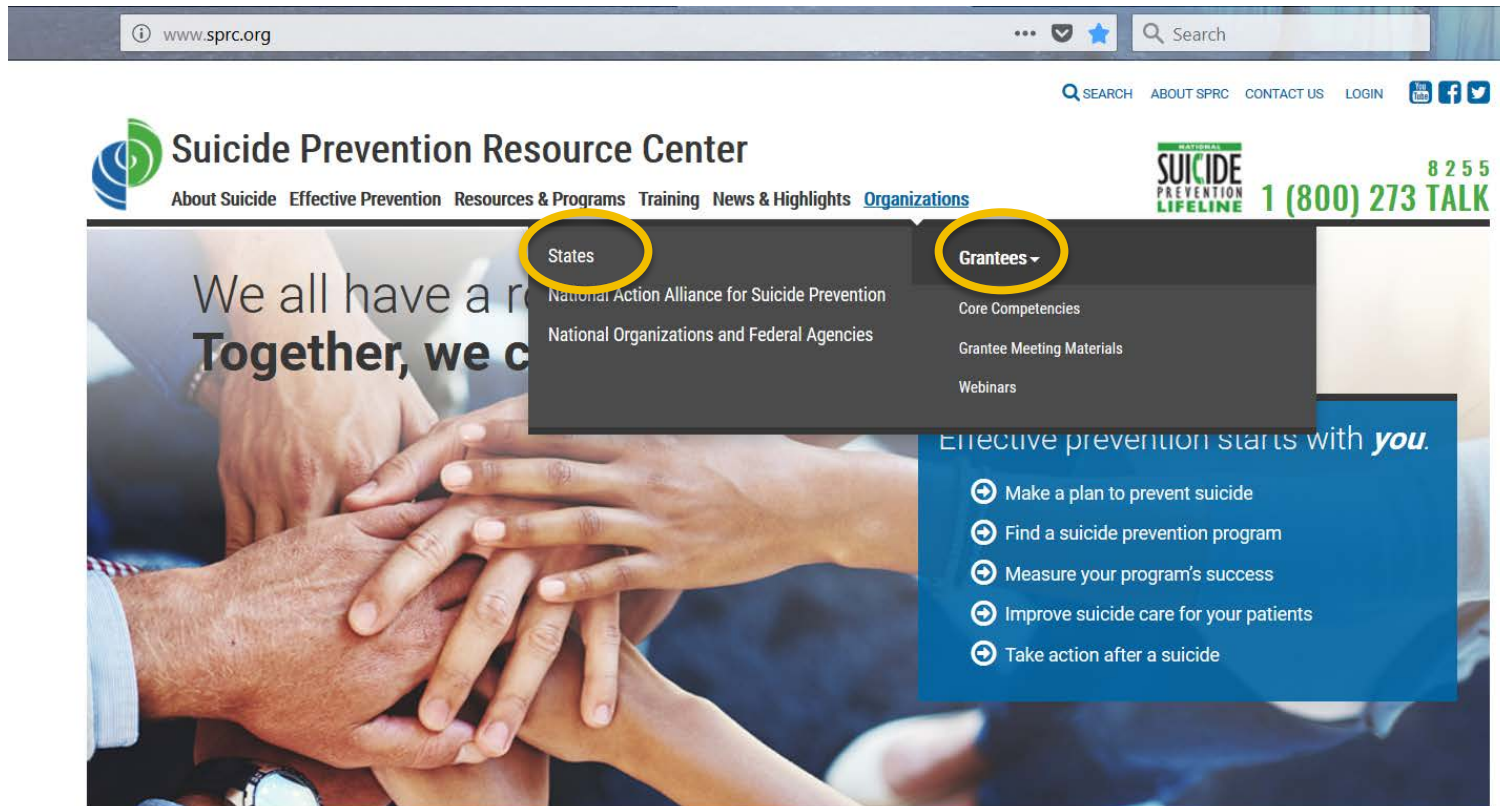 www.sprc.org
Search
SEARCH ABOUT SPRC CONTACT US LOGIN You Tube
Suicide Prevention Resource Center
About Suicide Effective Prevention Resources & Programs Training News & Highlights Organizations
NATIONAL
SUICIDE
PREVENTION
LIFELINE
8255
1 (800) 273 TALK
States
National Action Alliance for Suicide Prevention
National Organizations and Federal Agencies
Grantees
Core Competencies
Grantee Meeting Materials
Webinars
We all have a r
Together, we c
Effective prevention starts with you.
Make a plan to prevent suicide
Find a suicide prevention program
Measure your program's success
Improve suicide care for your patients
Take action after a suicide